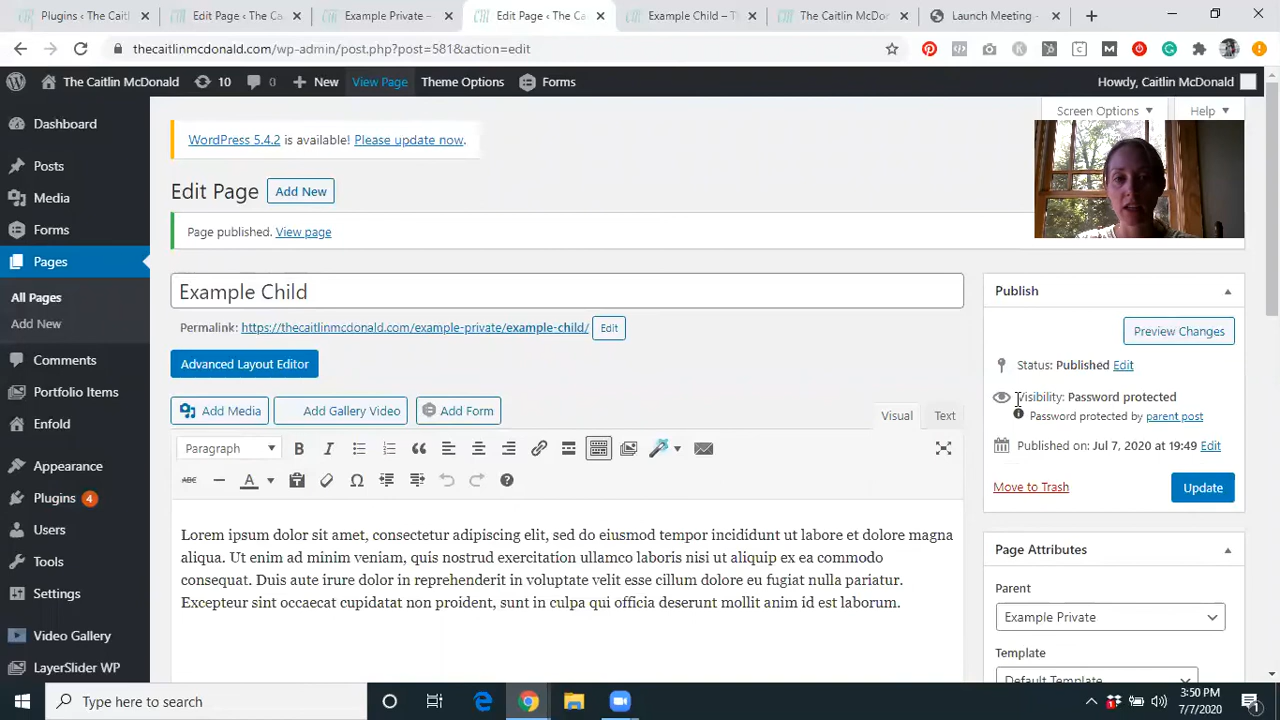 Plugins ‹ The Caitlin
Edit Page ‹ The Ca
Example Private –
Edit Page ‹ The Ca
Example Child – T
The Caitlin McDo
Launch Meeting -
thecaitlinmcdonald.com/wp-admin/post.php?post=581&action=edit
The Caitlin McDonald
10
0
New
View Page
Theme Options
Forms
Howdy, Caitlin McDonald
Screen Options
Help
Dashboard
Posts
Media
Forms
Pages
All Pages
Add New
Comments
Portfolio Items
Enfold
Appearance
Plugins 4
Users
Tools
Settings
Video Gallery
LayerSlider WP
WordPress 5.4.2 is available! Please update now.
Edit Page
Add New
Page published. View page
Example Child
Permalink: https://thecaitlinmcdonald.com/example-private/example-child/
Edit
Advanced Layout Editor
Add Media
Add Gallery Video
Add Form
Visual
Text
Paragraph
B
I
ABC
A
Lorem ipsum dolor sit amet, consectetur adipiscing elit, sed do eiusmod tempor incididunt ut labore et dolore magna
aliqua. Ut enim ad minim veniam, quis nostrud exercitation ullamco laboris nisi ut aliquip ex ea commodo
consequat. Duis aute irure dolor in reprehenderit in voluptate velit esse cillum dolore eu fugiat nulla pariatur.
Excepteur sint occaecat cupidatat non proident, sunt in culpa qui officia deserunt mollit anim id est laborum.
Publish
Preview Changes
Status: Published Edit
Visibility: Password protected
Password protected by parent post
Published on: Jul 7, 2020 at 19:49 Edit
Move to Trash
Update
Page Attributes
Parent
Example Private
Template
Default Template
Type here to search
3:50 PM
7/7/2020
1